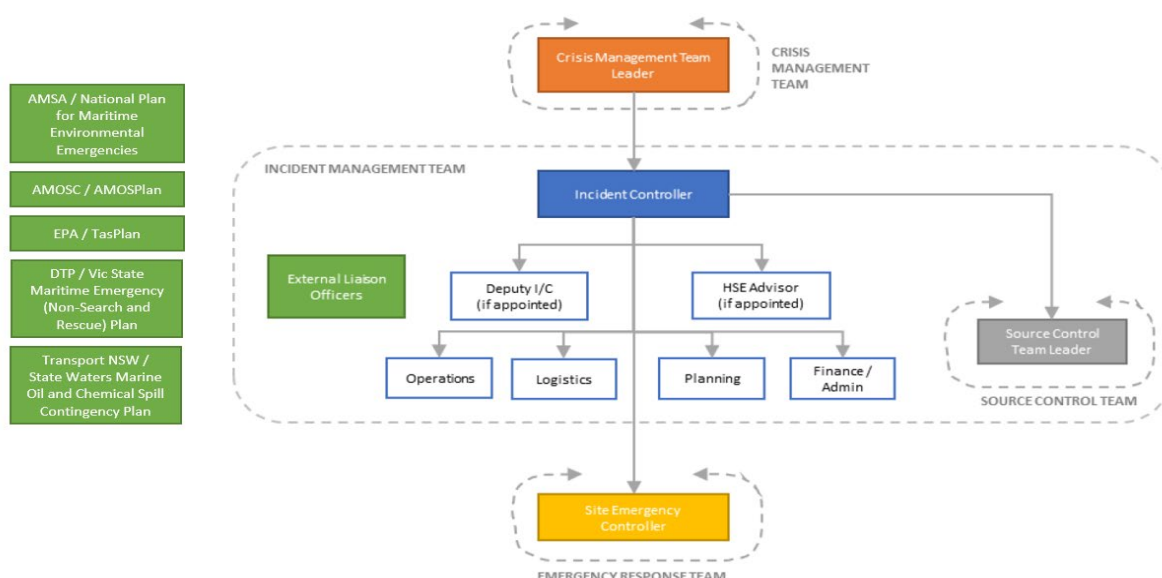 Crisis Management Team
Leader
CRISIS
MANAGEMENT
TEAM
AMSA / National Plan
for Maritime
Environmental
Emergencies
AMOSC / AMOSPlan
EPA / TasPlan
DTP / Vic State
Maritime Emergency
(Non-Search and
Rescue) Plan
Transport NSW /
State Waters Marine
Oil and Chemical Spill
Contingency Plan
INCIDENT MANAGEMENT TEAM
Incident Controller
External Liaison
Officers
Deputy I/C
(if appointed)
HSE Advisor
(if appointed)
Operations
Logistics
Planning
Finance /
Admin
Source Control
Team Leader
SOURCE CONTROL TEAM
Site Emergency
Controller
EMERGENCY RESPONSE TEAM